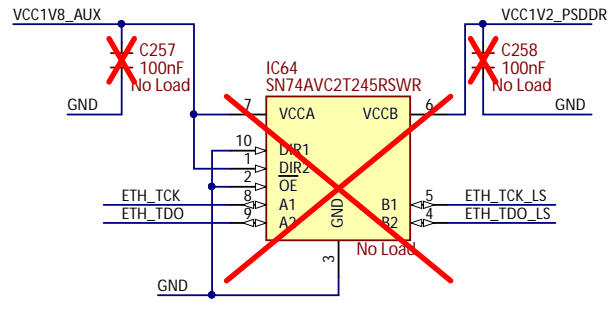 VCC1V8_AUX
VCC1V2_PSDDR
C257
100nF
No Load
GND
C258
100nF
No Load
GND
IC64
SN74AVC2T245RSWR
7 VCCA VCCB 6
10 DIR1
1 DIR2
2 OE
ETH_TCK 8 A1 B1 5 ETH_TCK_LS
ETH_TDO 9 A2 B2 4 ETH_TDO_LS
GND
3
No Load
GND